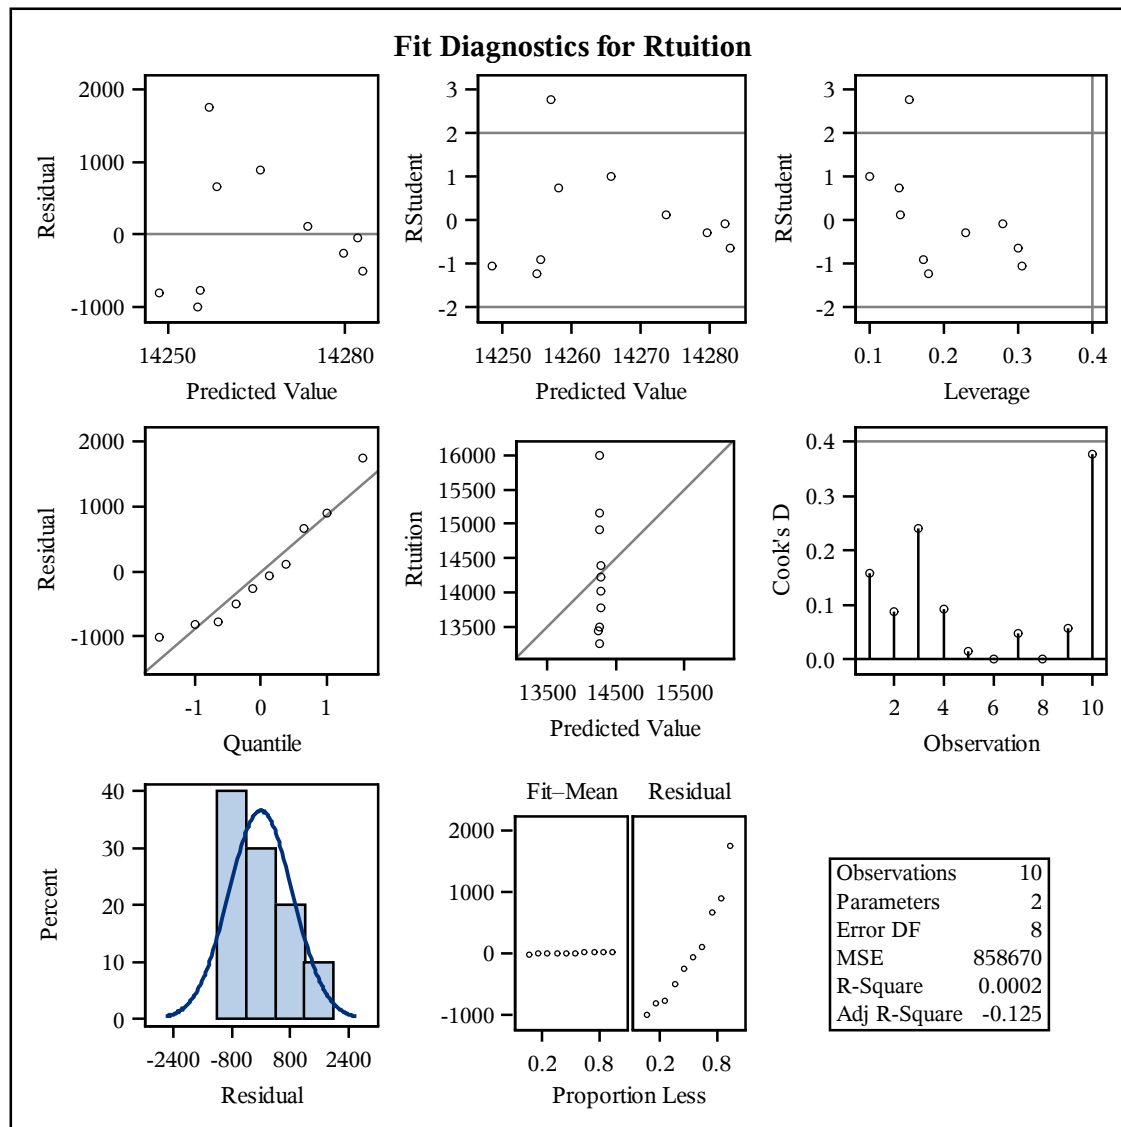 Fit Diagnostics for Rtuition
2000
1000
0
-1000
Residual
14250 14280
Predicted Value
3
2
1
0
-1
-2
RStudent
14250 14260 14270 14280
Predicted Value
3
2
1
0
-1
-2
RStudent
0.1 0.2 0.3 0.4
Leverage
2000
1000
0
-1000
Residual
-1 0 1
Quantile
16000
15500
15000
14500
14000
13500
Rtuition
13500 14500 15500
Predicted Value
0.4
0.3
0.2
0.1
0.0
Cook's D
2 4 6 8 10
Observation
40
30
20
10
0
Percent
-2400 -800 800 2400
Residual
Fit–Mean Residual
2000
1000
0
-1000
0.2 0.8 0.2 0.8
Proportion Less
Observations 10
Parameters 2
Error DF 8
MSE 858670
R-Square 0.0002
Adj R-Square -0.125